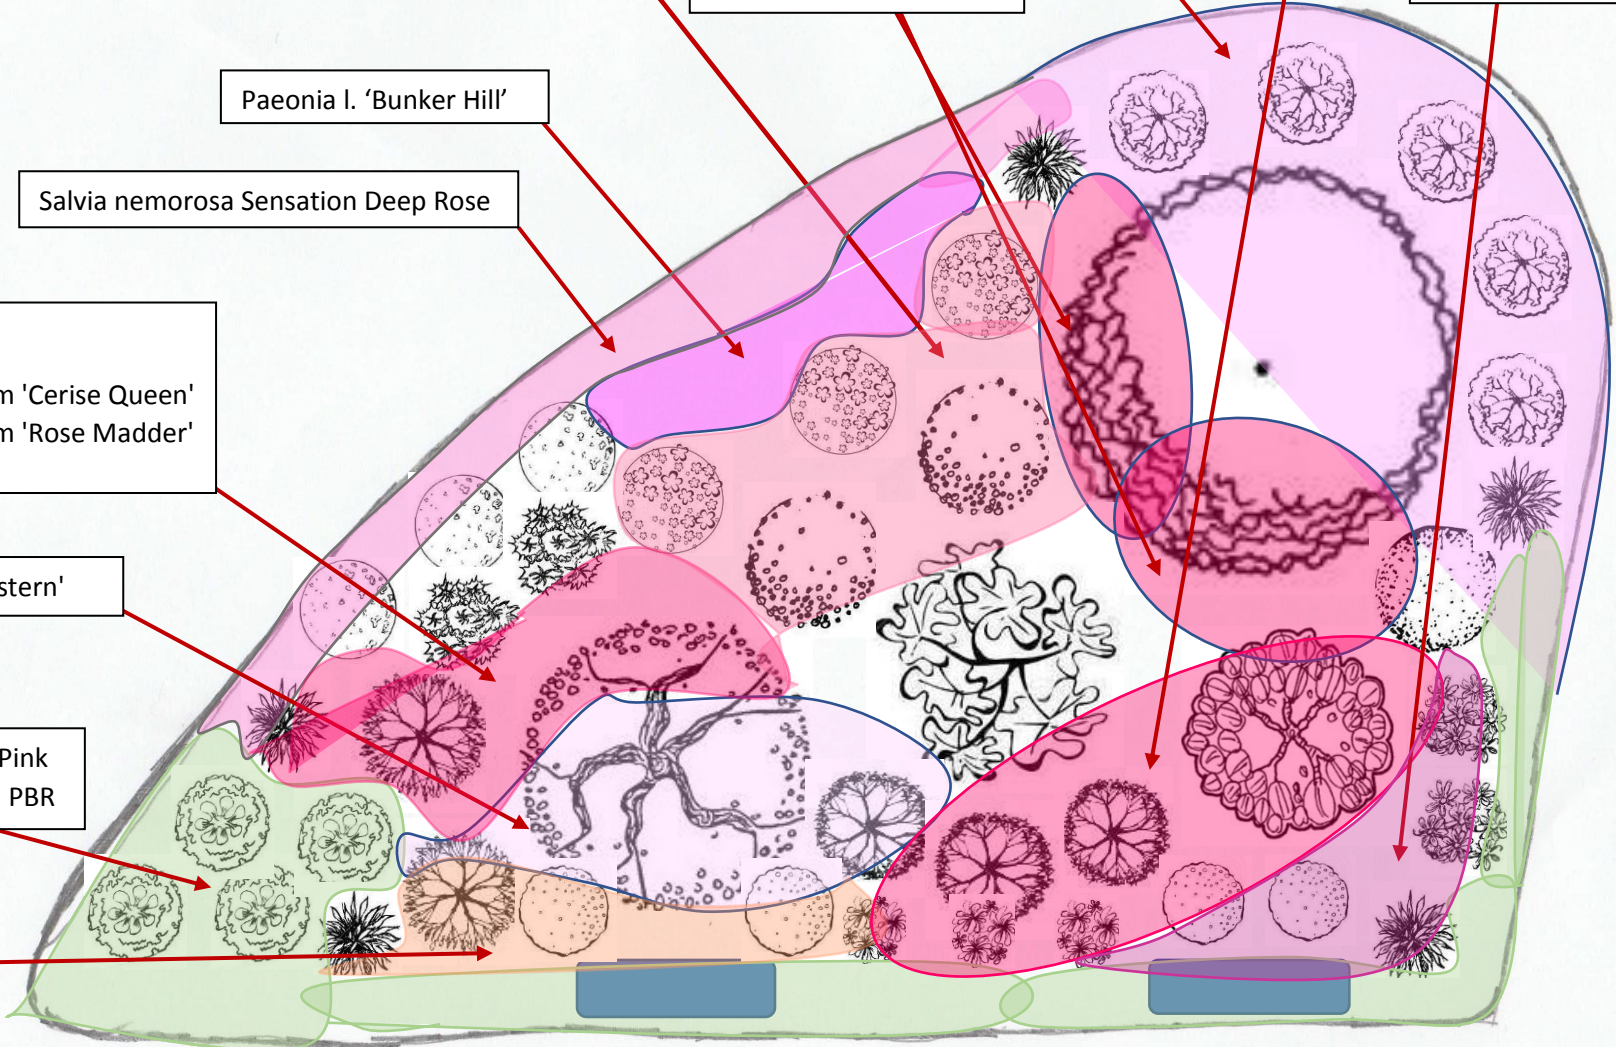 Paeonia l. ‘Bunker Hill’
Salvia nemorosa Sensation Deep Rose
m 'Cerise Queen'
m 'Rose Madder'
stern'
Pink
PBR